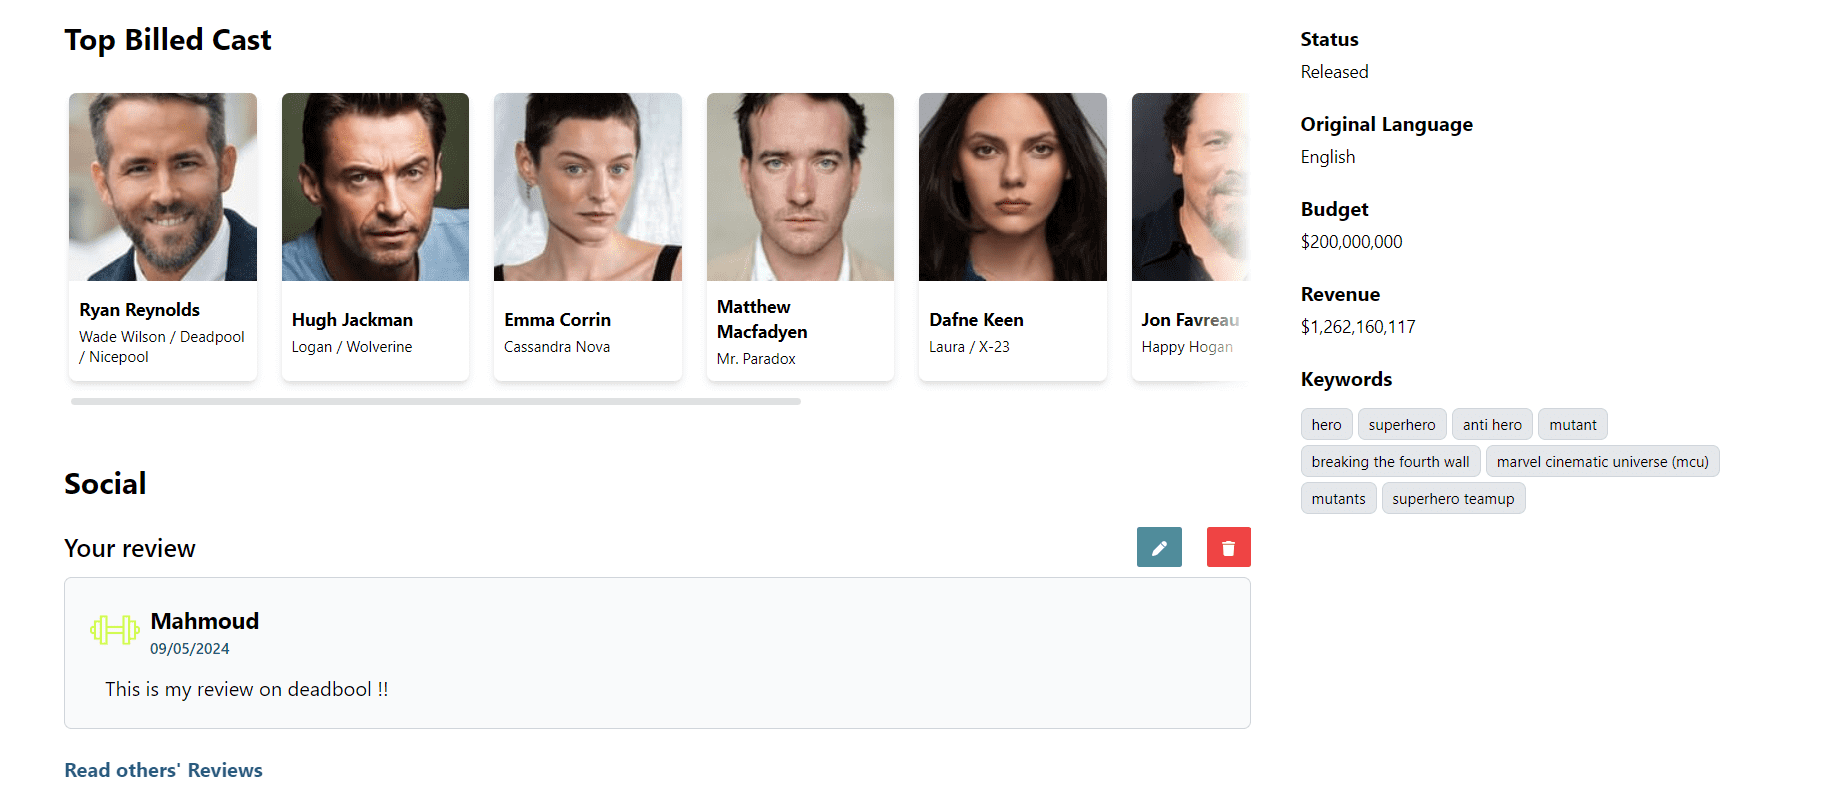 Top Billed Cast
Ryan Reynolds
Wade Wilson / Deadpool
/ Nicepool
Hugh Jackman
Logan / Wolverine
Emma Corrin
Cassandra Nova
Matthew
Macfadyen
Mr. Paradox
Dafne Keen
Laura / X-23
Jon Favreau
Happy Hogan
Social
Your review
Mahmoud
09/05/2024
This is my review on deadbool !!
Read others' Reviews
Status
Released
Original Language
English
Budget
$200,000,000
Revenue
$1,262,160,117
Keywords
hero superhero anti hero mutant
breaking the fourth wall marvel cinematic universe (mcu)
mutants superhero teamup